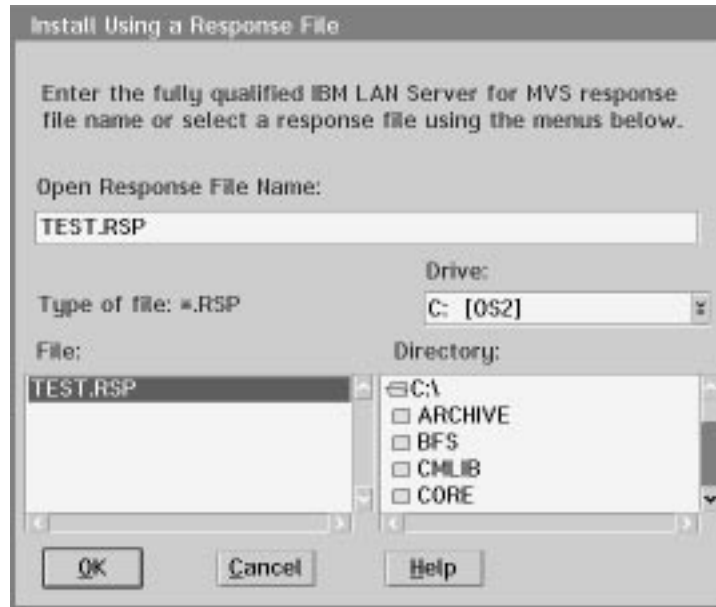 Install Using a Response File
Enter the fully qualified IBM LAN Server for MVS response
file name or select a response file using the menus below.
Open Response File Name:
TEST.RSP
Drive:
Type of file: *.RSP
C: [OS2]
File:
Directory:
TEST.RSP
C:\
ARCHIVE
BFS
CMLIB
CORE
OK
Cancel
Help